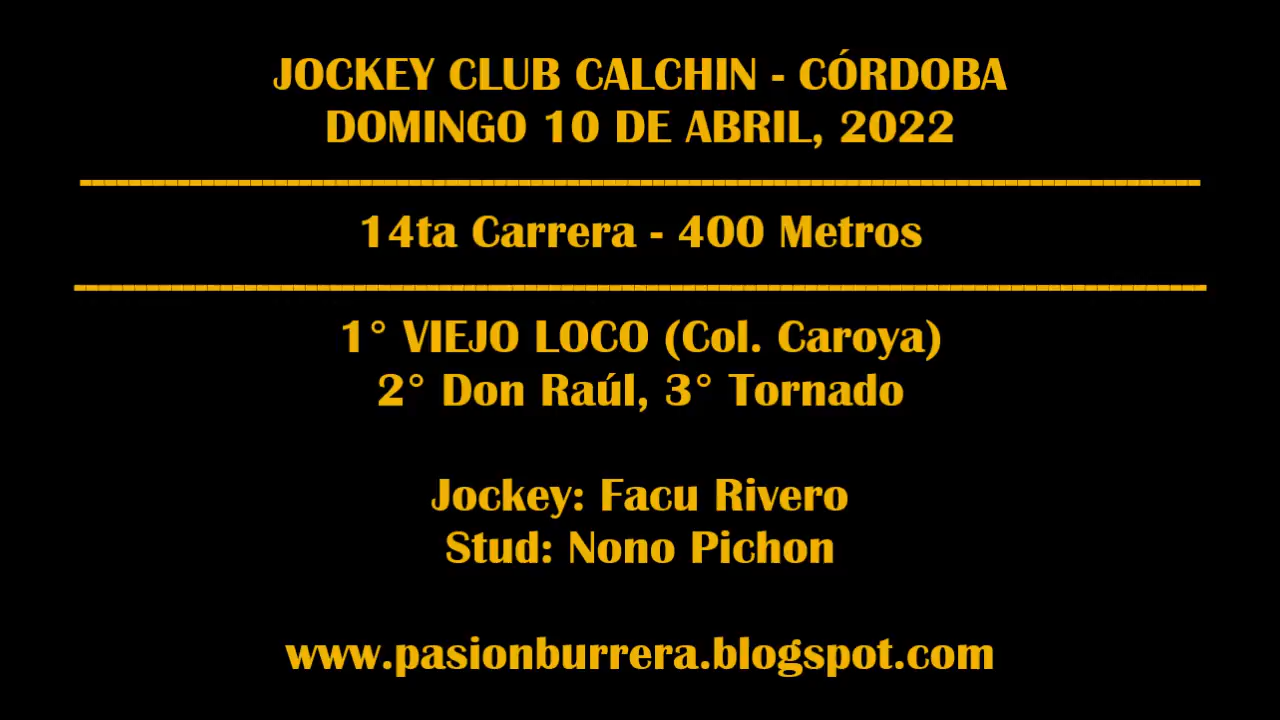 JOCKEY CLUB CALCHIN - CÓRDOBA
DOMINGO 10 DE ABRIL, 2022
14ta Carrera - 400 Metros
1° VIEJO LOCO (Col. Caroya)
2° Don Raúl, 3° Tornado
Jockey: Facu Rivero
Stud: Nono Pichon
www.pasionburrera.blogspot.com